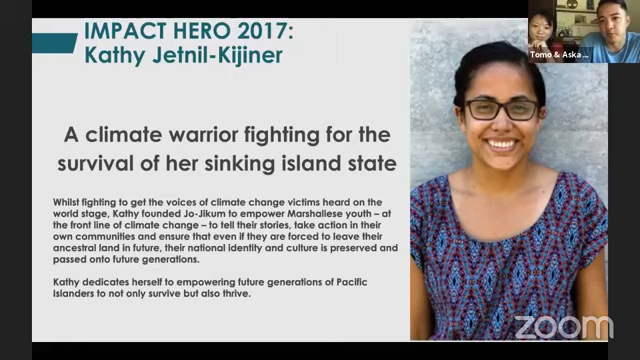 IMPACT HERO 2017:
Kathy Jetnil-Kijiner
Tomo & Aska ...
A climate warrior fighting for the
survival of her sinking island state
Whilst fighting to get the voices of climate change victims heard on the
world stage, Kathy founded Jo-Jikum to empower Marshallese youth – at
the front line of climate change – to tell their stories, take action in their
own communities and ensure that even if they are forced to leave their
ancestral land in future, their national identity and culture is preserved and
passed onto future generations.
Kathy dedicates herself to empowering future generations of Pacific
Islanders to not only survive but also thrive.
zoom